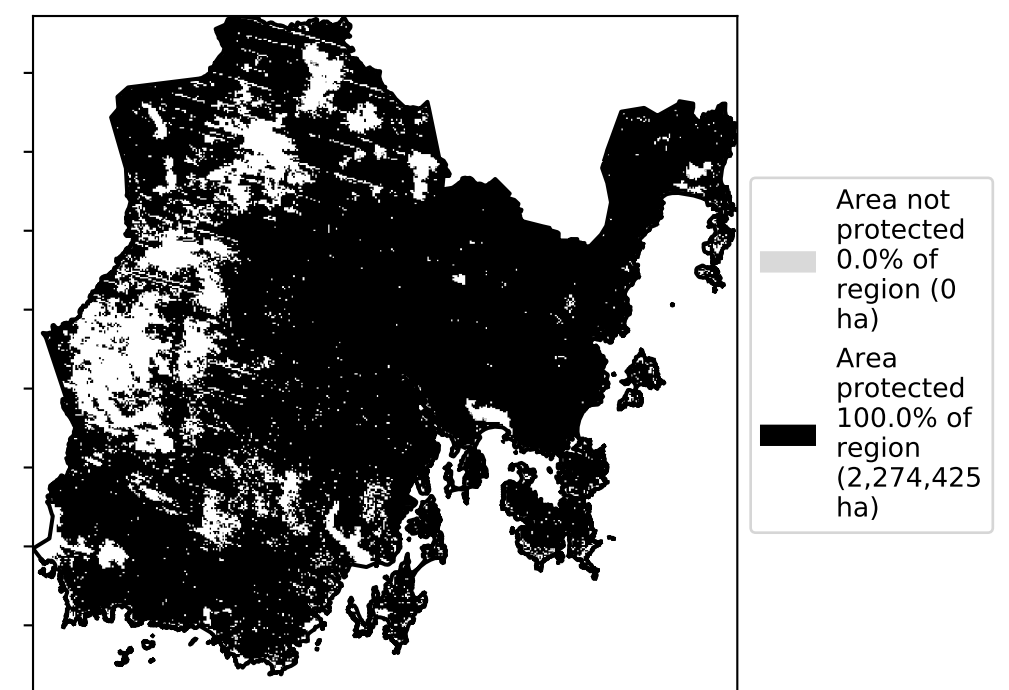 Area not
protected
0.0% of
region (0
ha)
Area
protected
100.0% of
region
(2,274,425
ha)